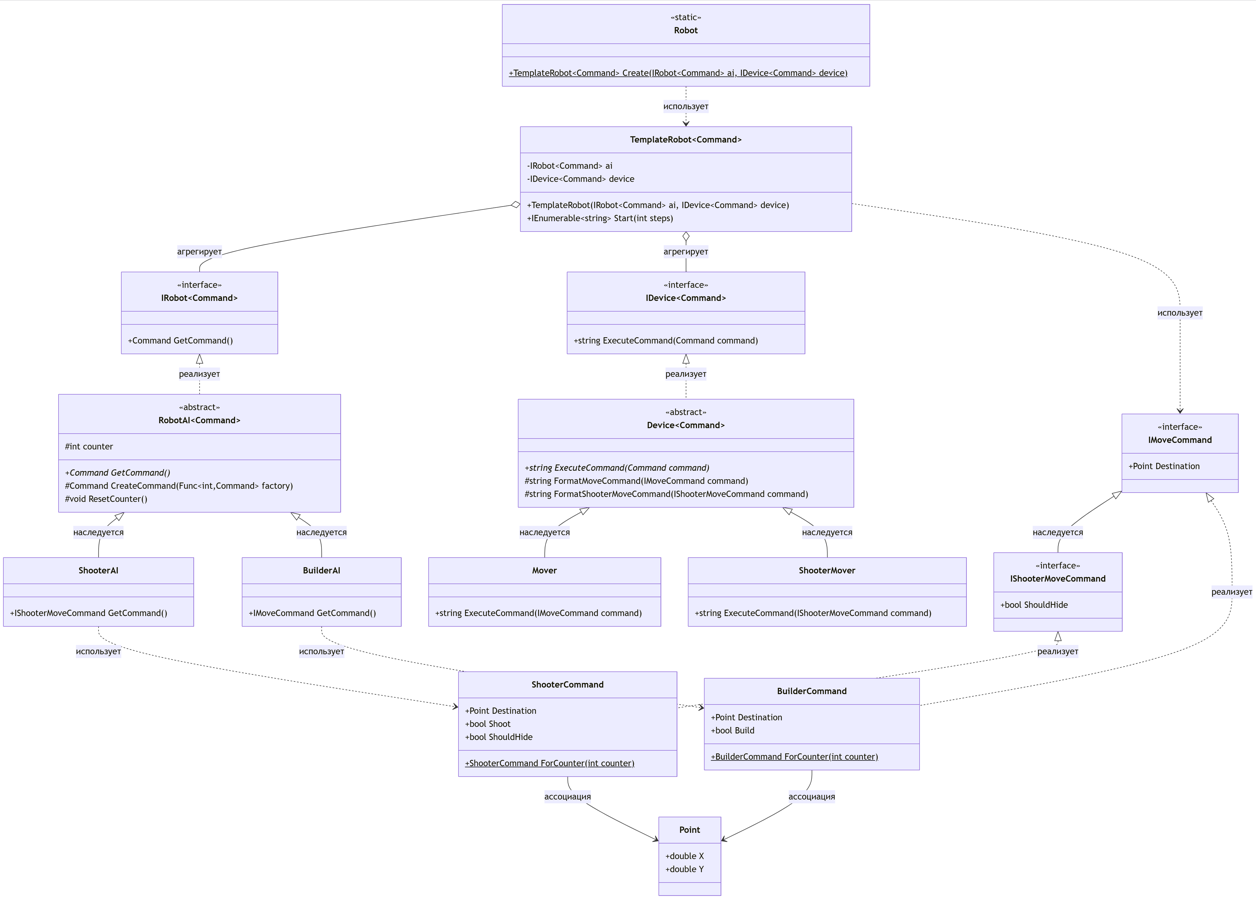 «static»
Robot
+TemplateRobot<Command> Create(IRobot<Command> ai, IDevice<Command> device)
использует
TemplateRobot<Command>
-IRobot<Command> ai
-IDevice<Command> device
+TemplateRobot(IRobot<Command> ai, IDevice<Command> device)
+IEnumerable<string> Start(int steps)
агрегирует
агрегирует
использует
«interface»
IRobot<Command>
+Command GetCommand()
«interface»
IDevice<Command>
+string ExecuteCommand(Command command)
реализует
реализует
«abstract»
RobotAI<Command>
#int counter
+Command GetCommand()
#Command CreateCommand(Func<int,Command> factory)
#void ResetCounter()
«abstract»
Device<Command>
+string ExecuteCommand(Command command)
#string FormatMoveCommand(IMoveCommand command)
#string FormatShooterMoveCommand(IShooterMoveCommand command)
«interface»
IMoveCommand
+Point Destination
наследуется
наследуется
наследуется
наследуется
наследуется
ShooterAI
+IShooterMoveCommand GetCommand()
BuilderAI
+IMoveCommand GetCommand()
Mover
+string ExecuteCommand(IMoveCommand command)
ShooterMover
+string ExecuteCommand(IShooterMoveCommand command)
«interface»
IShooterMoveCommand
+bool ShouldHide
реализует
использует
использует
реализует
ShooterCommand
+Point Destination
+bool Shoot
+bool ShouldHide
+ShooterCommand ForCounter(int counter)
BuilderCommand
+Point Destination
+bool Build
+BuilderCommand ForCounter(int counter)
ассоциация
ассоциация
Point
+double X
+double Y